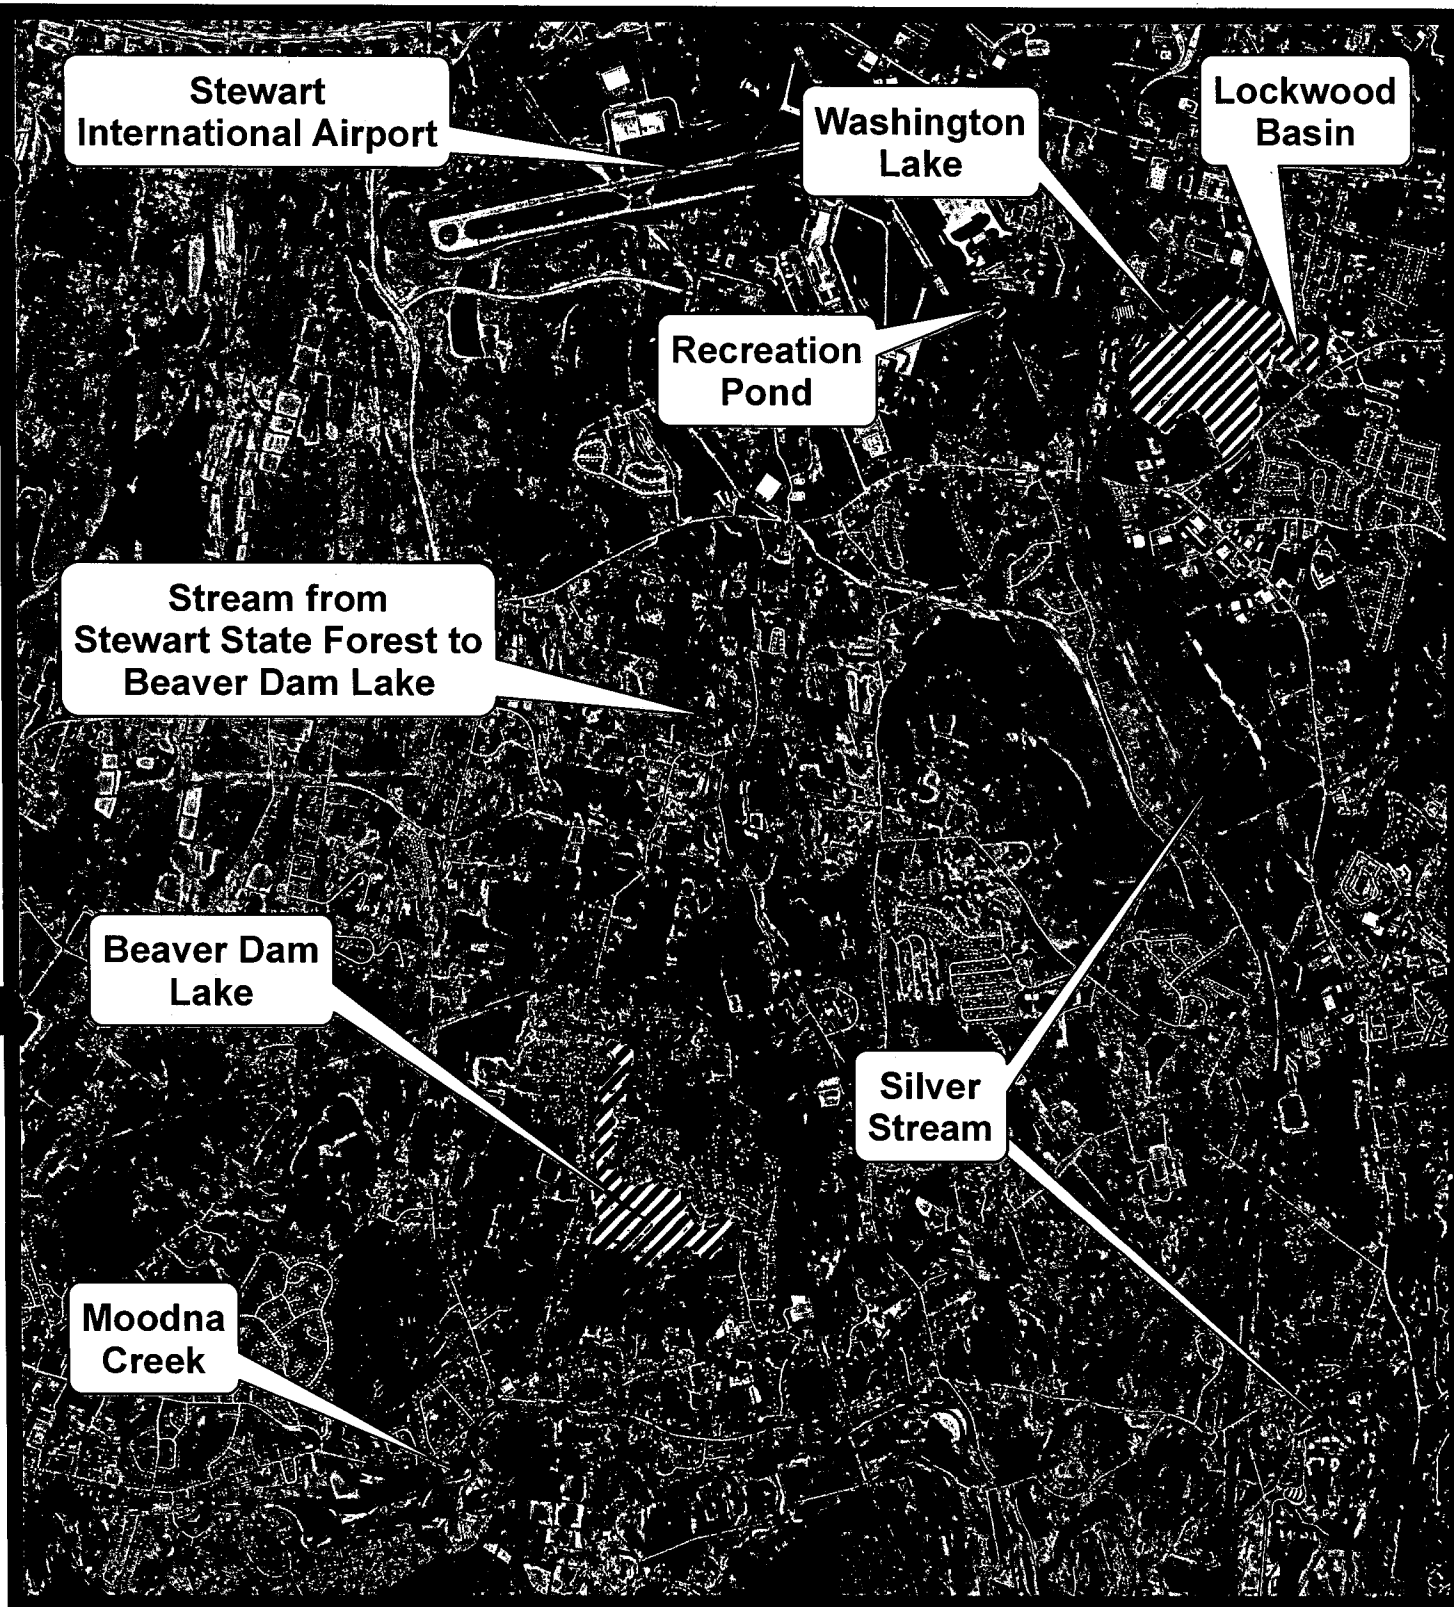 Stewart
International Airport
Washington
Lake
Lockwood
Basin
Recreation
Pond
Stream from
Stewart State Forest to
Beaver Dam Lake
Beaver Dam
Lake
Silver
Stream
Moodna
Creek